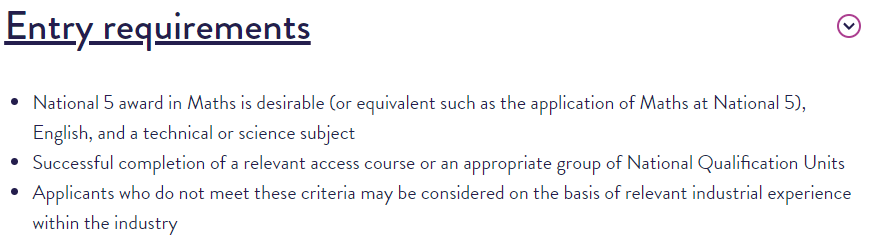 Entry requirements
• National 5 award in Maths is desirable (or equivalent such as the application of Maths at National 5),
English, and a technical or science subject
• Successful completion of a relevant access course or an appropriate group of National Qualification Units
• Applicants who do not meet these criteria may be considered on the basis of relevant industrial experience
within the industry